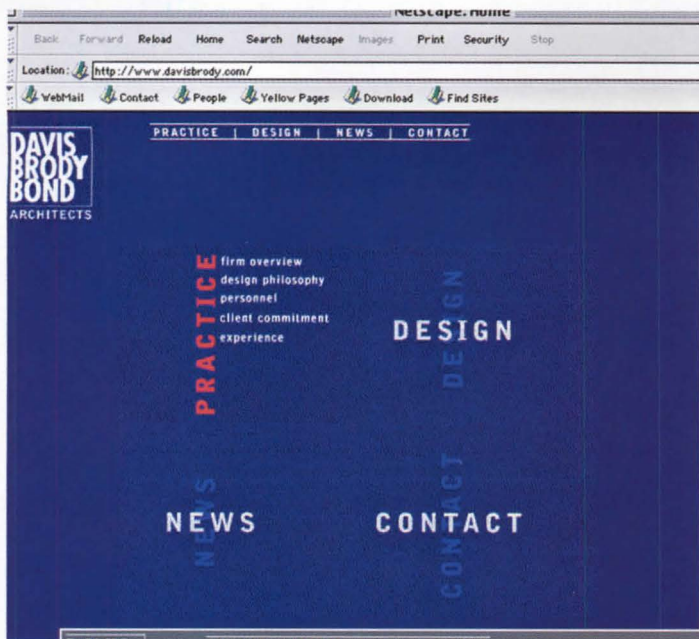 Netscape: Home
Back Forward Reload Home Search Netscape Images Print Security Stop
Location: http://www.davisbrody.com/
WebMail Contact People Yellow Pages Download Find Sites
PRACTICE | DESIGN | NEWS | CONTACT
DAVIS
BRODY
BOND
ARCHITECTS
PRACTICE
firm overview
design philosophy
personnel
client commitment
experience
DESIGN
DESIGN
NEWS
NEWS
CONTACT
CONTACT